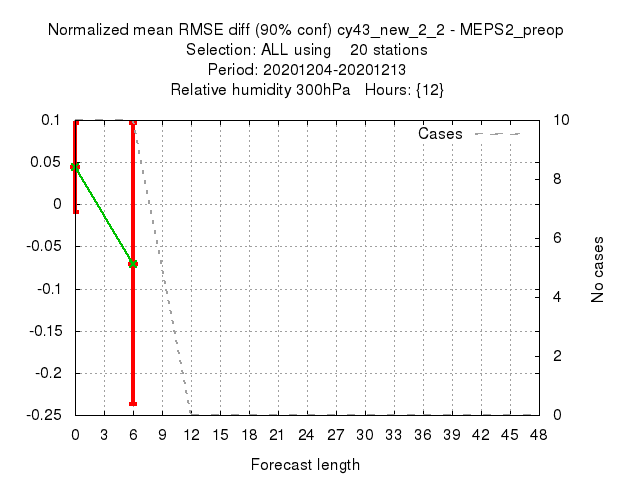 Normalized mean RMSE diff (90% conf) cy43_new_2_2 - MEPS2_preop
Selection: ALL using    20 stations
Period: 20201204-20201213
Relative humidity 300hPa   Hours: {12}
Cases
0.1
0.05
0
-0.05
-0.1
-0.15
-0.2
-0.25
10
8
6
4
2
0
No cases
0 3 6 9 12 15 18 21 24 27 30 33 36 39 42 45 48
Forecast length